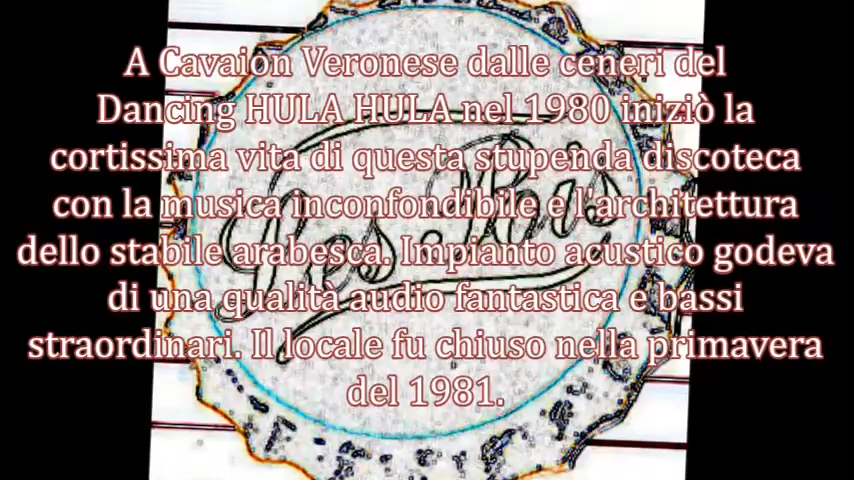 A Cavaion Veronese dalle ceneri del
Dancing HULA HULA nel 1980 iniziò la
cortissima vita di questa stupenda discoteca
con la musica inconfondibile e l'architettura
dello stabile arabesca. Impianto acustico godeva
di una qualità audio fantastica e bassi
straordinari. Il locale fu chiuso nella primavera
del 1981.